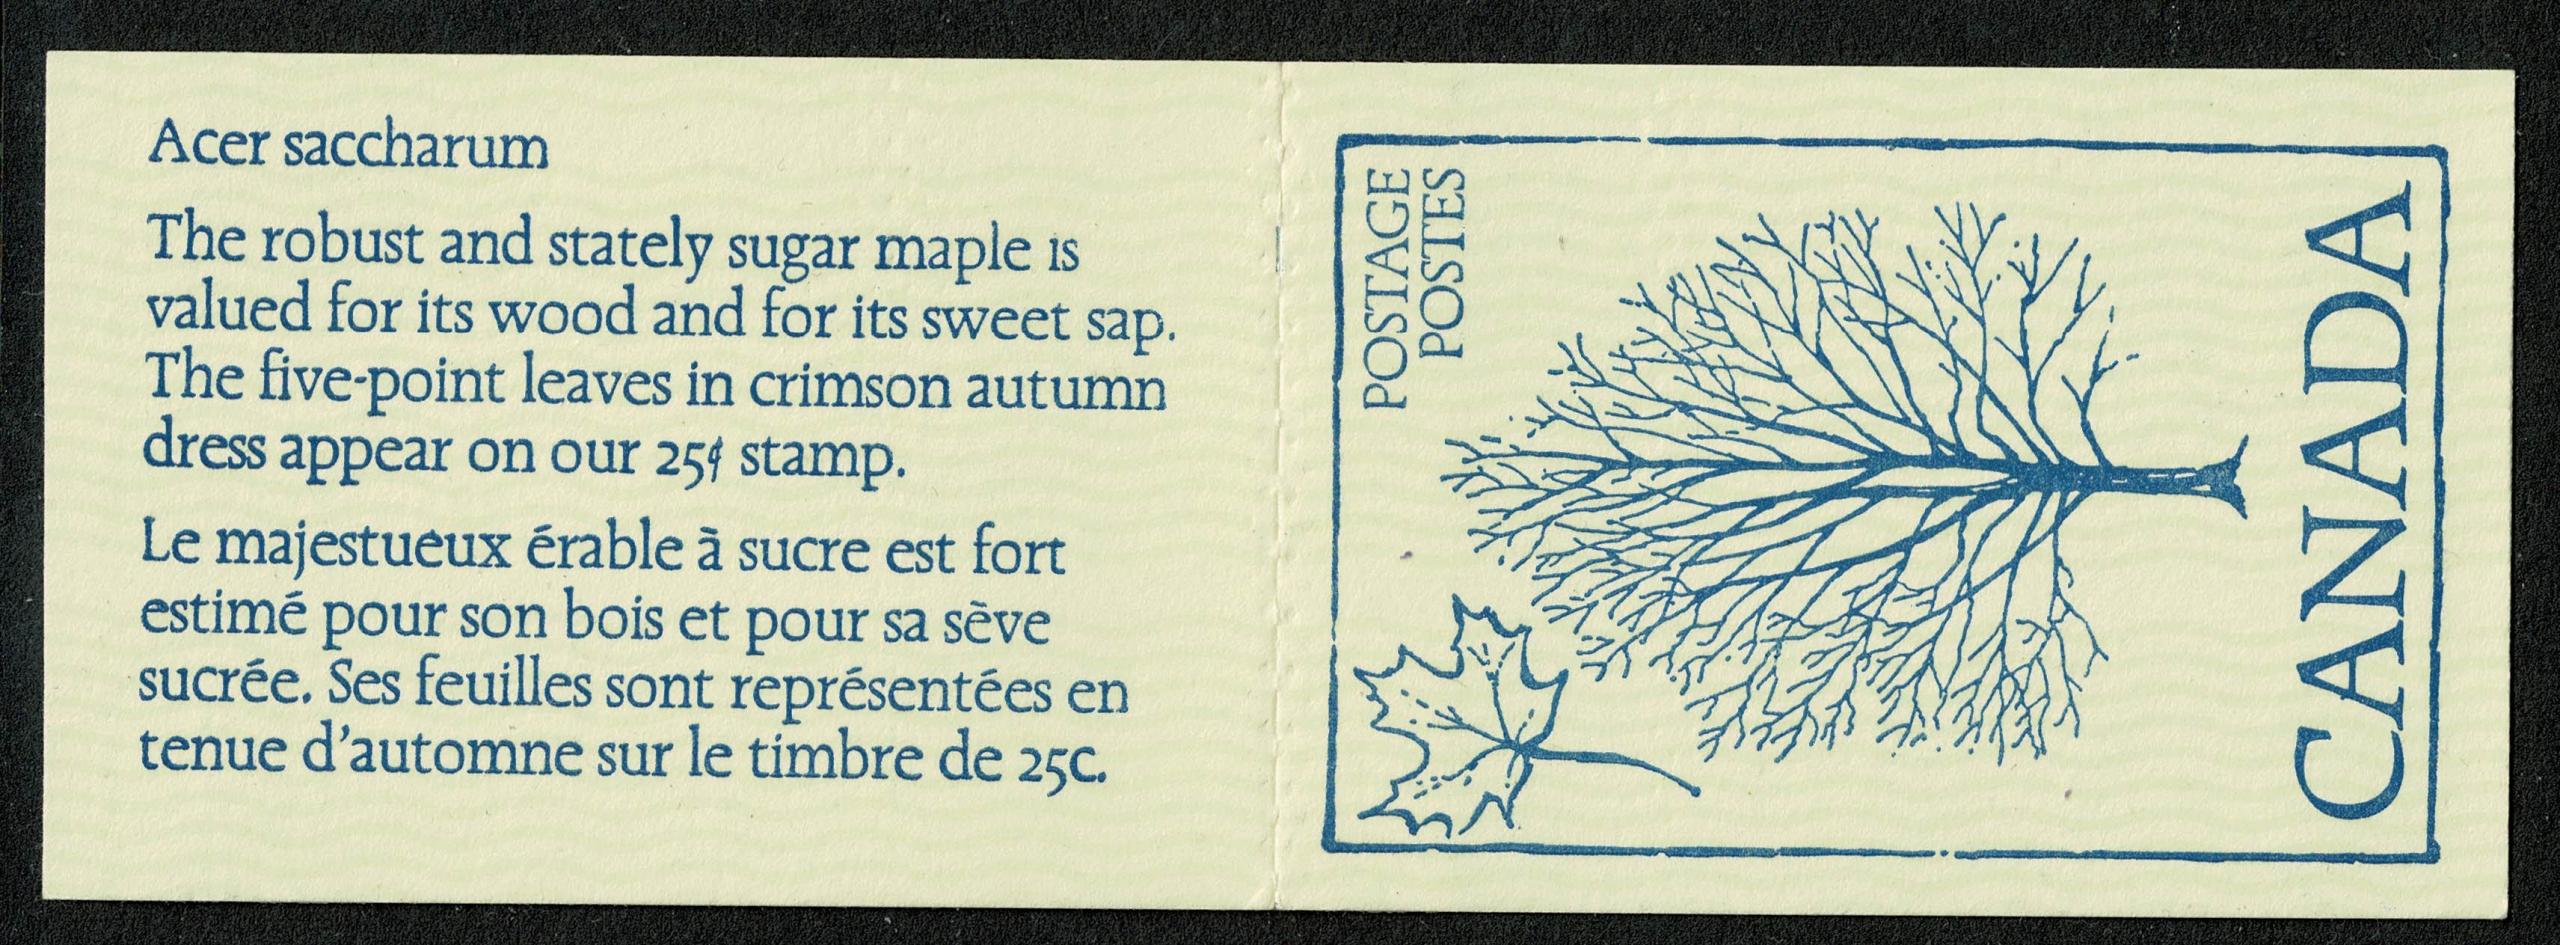 Acer saccharum
The robust and stately sugar maple is
valued for its wood and for its sweet sap.
The five-point leaves in crimson autumn
dress appear on our 25¢ stamp.
Le majestueux érable à sucre est fort
estimé pour son bois et pour sa sève
sucrée. Ses feuilles sont représentées en
tenue d'automne sur le timbre de 25c.
POSTAGE
POSTES
CANADA